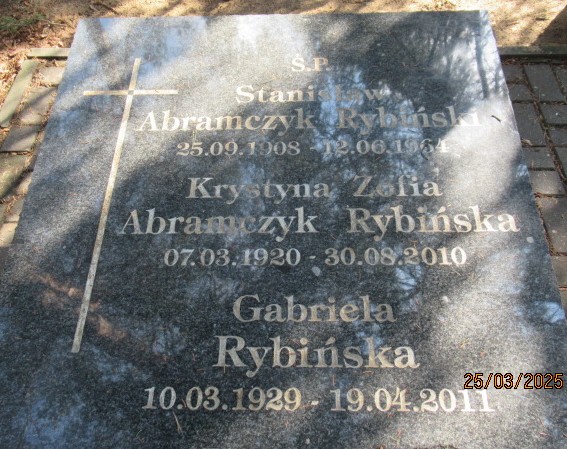 Ś.P.
Stanisław
Abramczyk Rybiński
25.09.1908 - 12.06.1964
Krystyna Zofia
Abramczyk Rybińska
07.03.1920 - 30.08.2010
Gabriela
Rybińska
10.03.1929 - 19.04.2011
25/03/2025